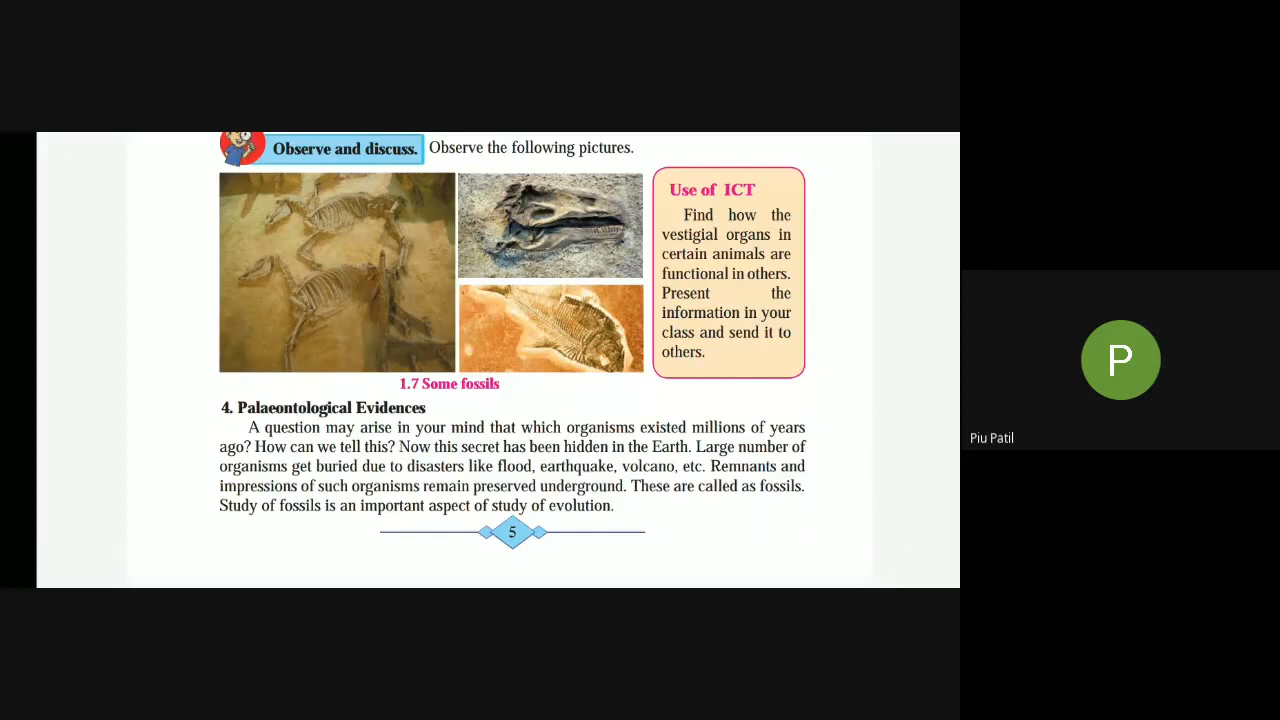 Observe and discuss. Observe the following pictures.
Use of ICT
Find how the
vestigial organs in
certain animals are
functional in others.
Present the
information in your
class and send it to
others.
1.7 Some fossils
4. Palaeontological Evidences
A question may arise in your mind that which organisms existed millions of years
ago? How can we tell this? Now this secret has been hidden in the Earth. Large number of
organisms get buried due to disasters like flood, earthquake, volcano, etc. Remnants and
impressions of such organisms remain preserved underground. These are called as fossils.
Study of fossils is an important aspect of study of evolution.
5
P
Piu Patil